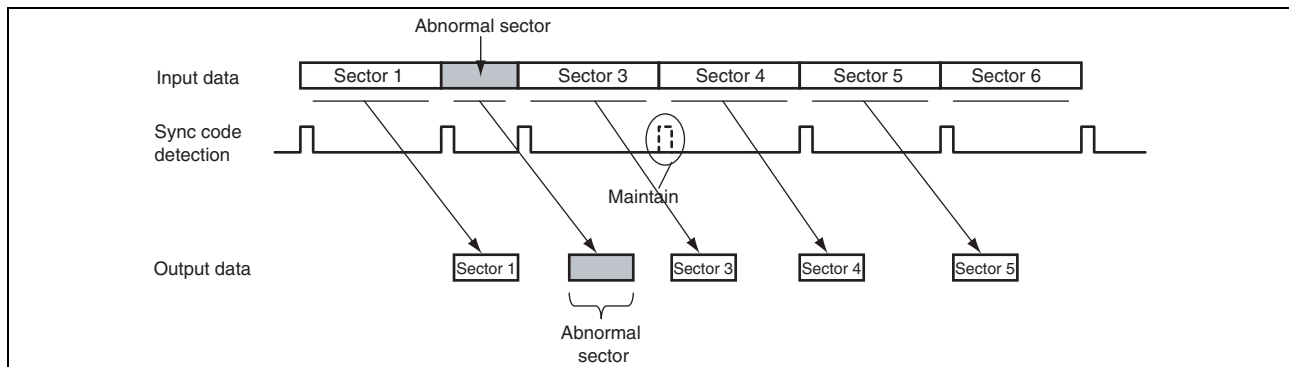 Abnormal sector
Input data
Sector 1
Sector 3
Sector 4
Sector 5
Sector 6
Sync code
detection
Maintain
Output data
Sector 1
Sector 3
Sector 4
Sector 5
Abnormal
sector